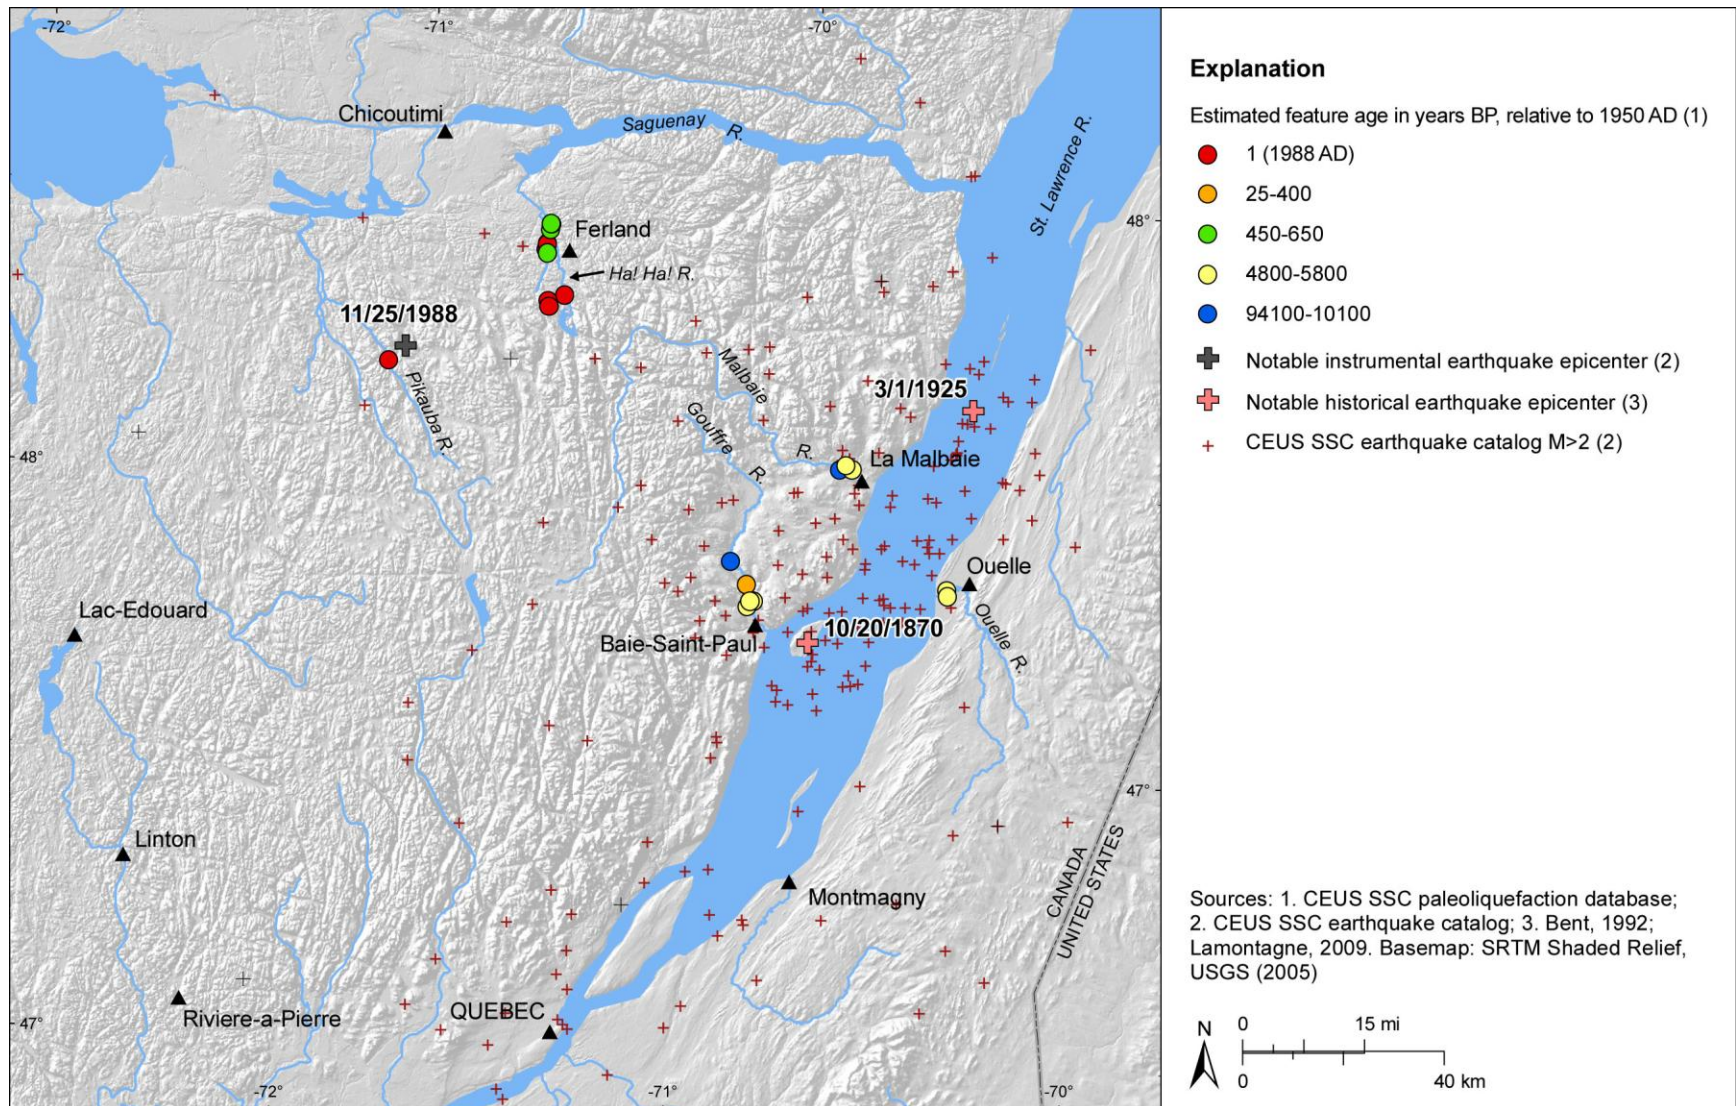 -72°
-71°
-70°
Chicoutimi
Saguenay R.
St. Lawrence R.
48°
Ferland
Ha! Ha! R.
11/25/1988
Pikauba R.
Malbaie R.
Gouffre R.
3/1/1925
48°
La Malbaie
Ouelle
Ouelle R.
Lac-Edouard
Baie-Saint-Paul
10/20/1870
47°
CANADA
UNITED STATES
Linton
Montmagny
Riviere-a-Pierre
QUEBEC
47°
-72°
-71°
-70°
Explanation
Estimated feature age in years BP, relative to 1950 AD (1)
1 (1988 AD)
25-400
450-650
4800-5800
94100-10100
Notable instrumental earthquake epicenter (2)
Notable historical earthquake epicenter (3)
CEUS SSC earthquake catalog M>2 (2)
Sources: 1. CEUS SSC paleoliquefaction database;
2. CEUS SSC earthquake catalog; 3. Bent, 1992;
Lamontagne, 2009. Basemap: SRTM Shaded Relief,
USGS (2005)
N
0 15 mi
0 40 km